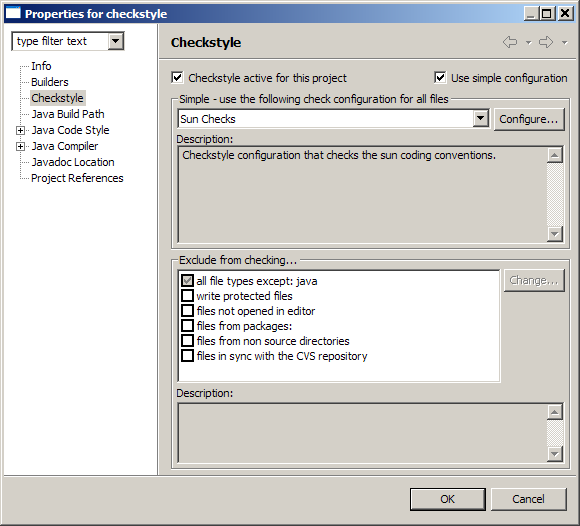 Properties for checkstyle
type filter text
Info
Builders
Checkstyle
Java Build Path
Java Code Style
Java Compiler
Javadoc Location
Project References
Checkstyle
Checkstyle active for this project
Use simple configuration
Simple - use the following check configuration for all files
Sun Checks
Configure...
Description:
Checkstyle configuration that checks the sun coding conventions.
Exclude from checking...
all file types except: java
Change...
write protected files
files not opened in editor
files from packages:
files from non source directories
files in sync with the CVS repository
Description:
OK
Cancel